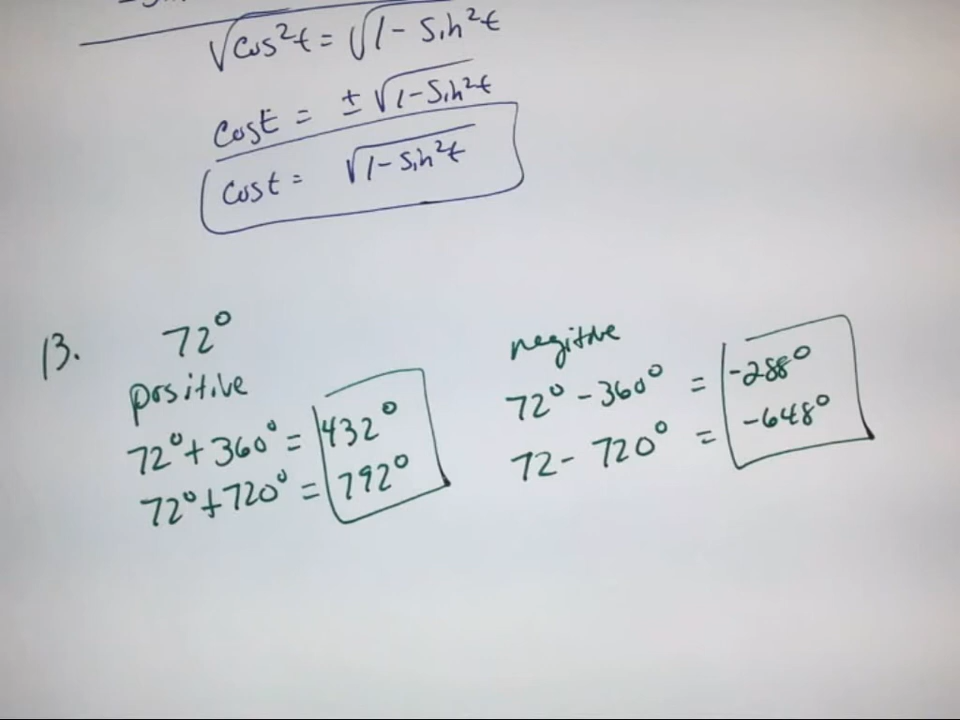 √cos²t = √1 - sin²t
cost = ± √1 - sin²t
cost = √1 - sin²t
13. 72°
positive
72° + 360° = 432°
72° + 720° = 792°
negitive
72° - 360° = -288°
72 - 720° = -648°